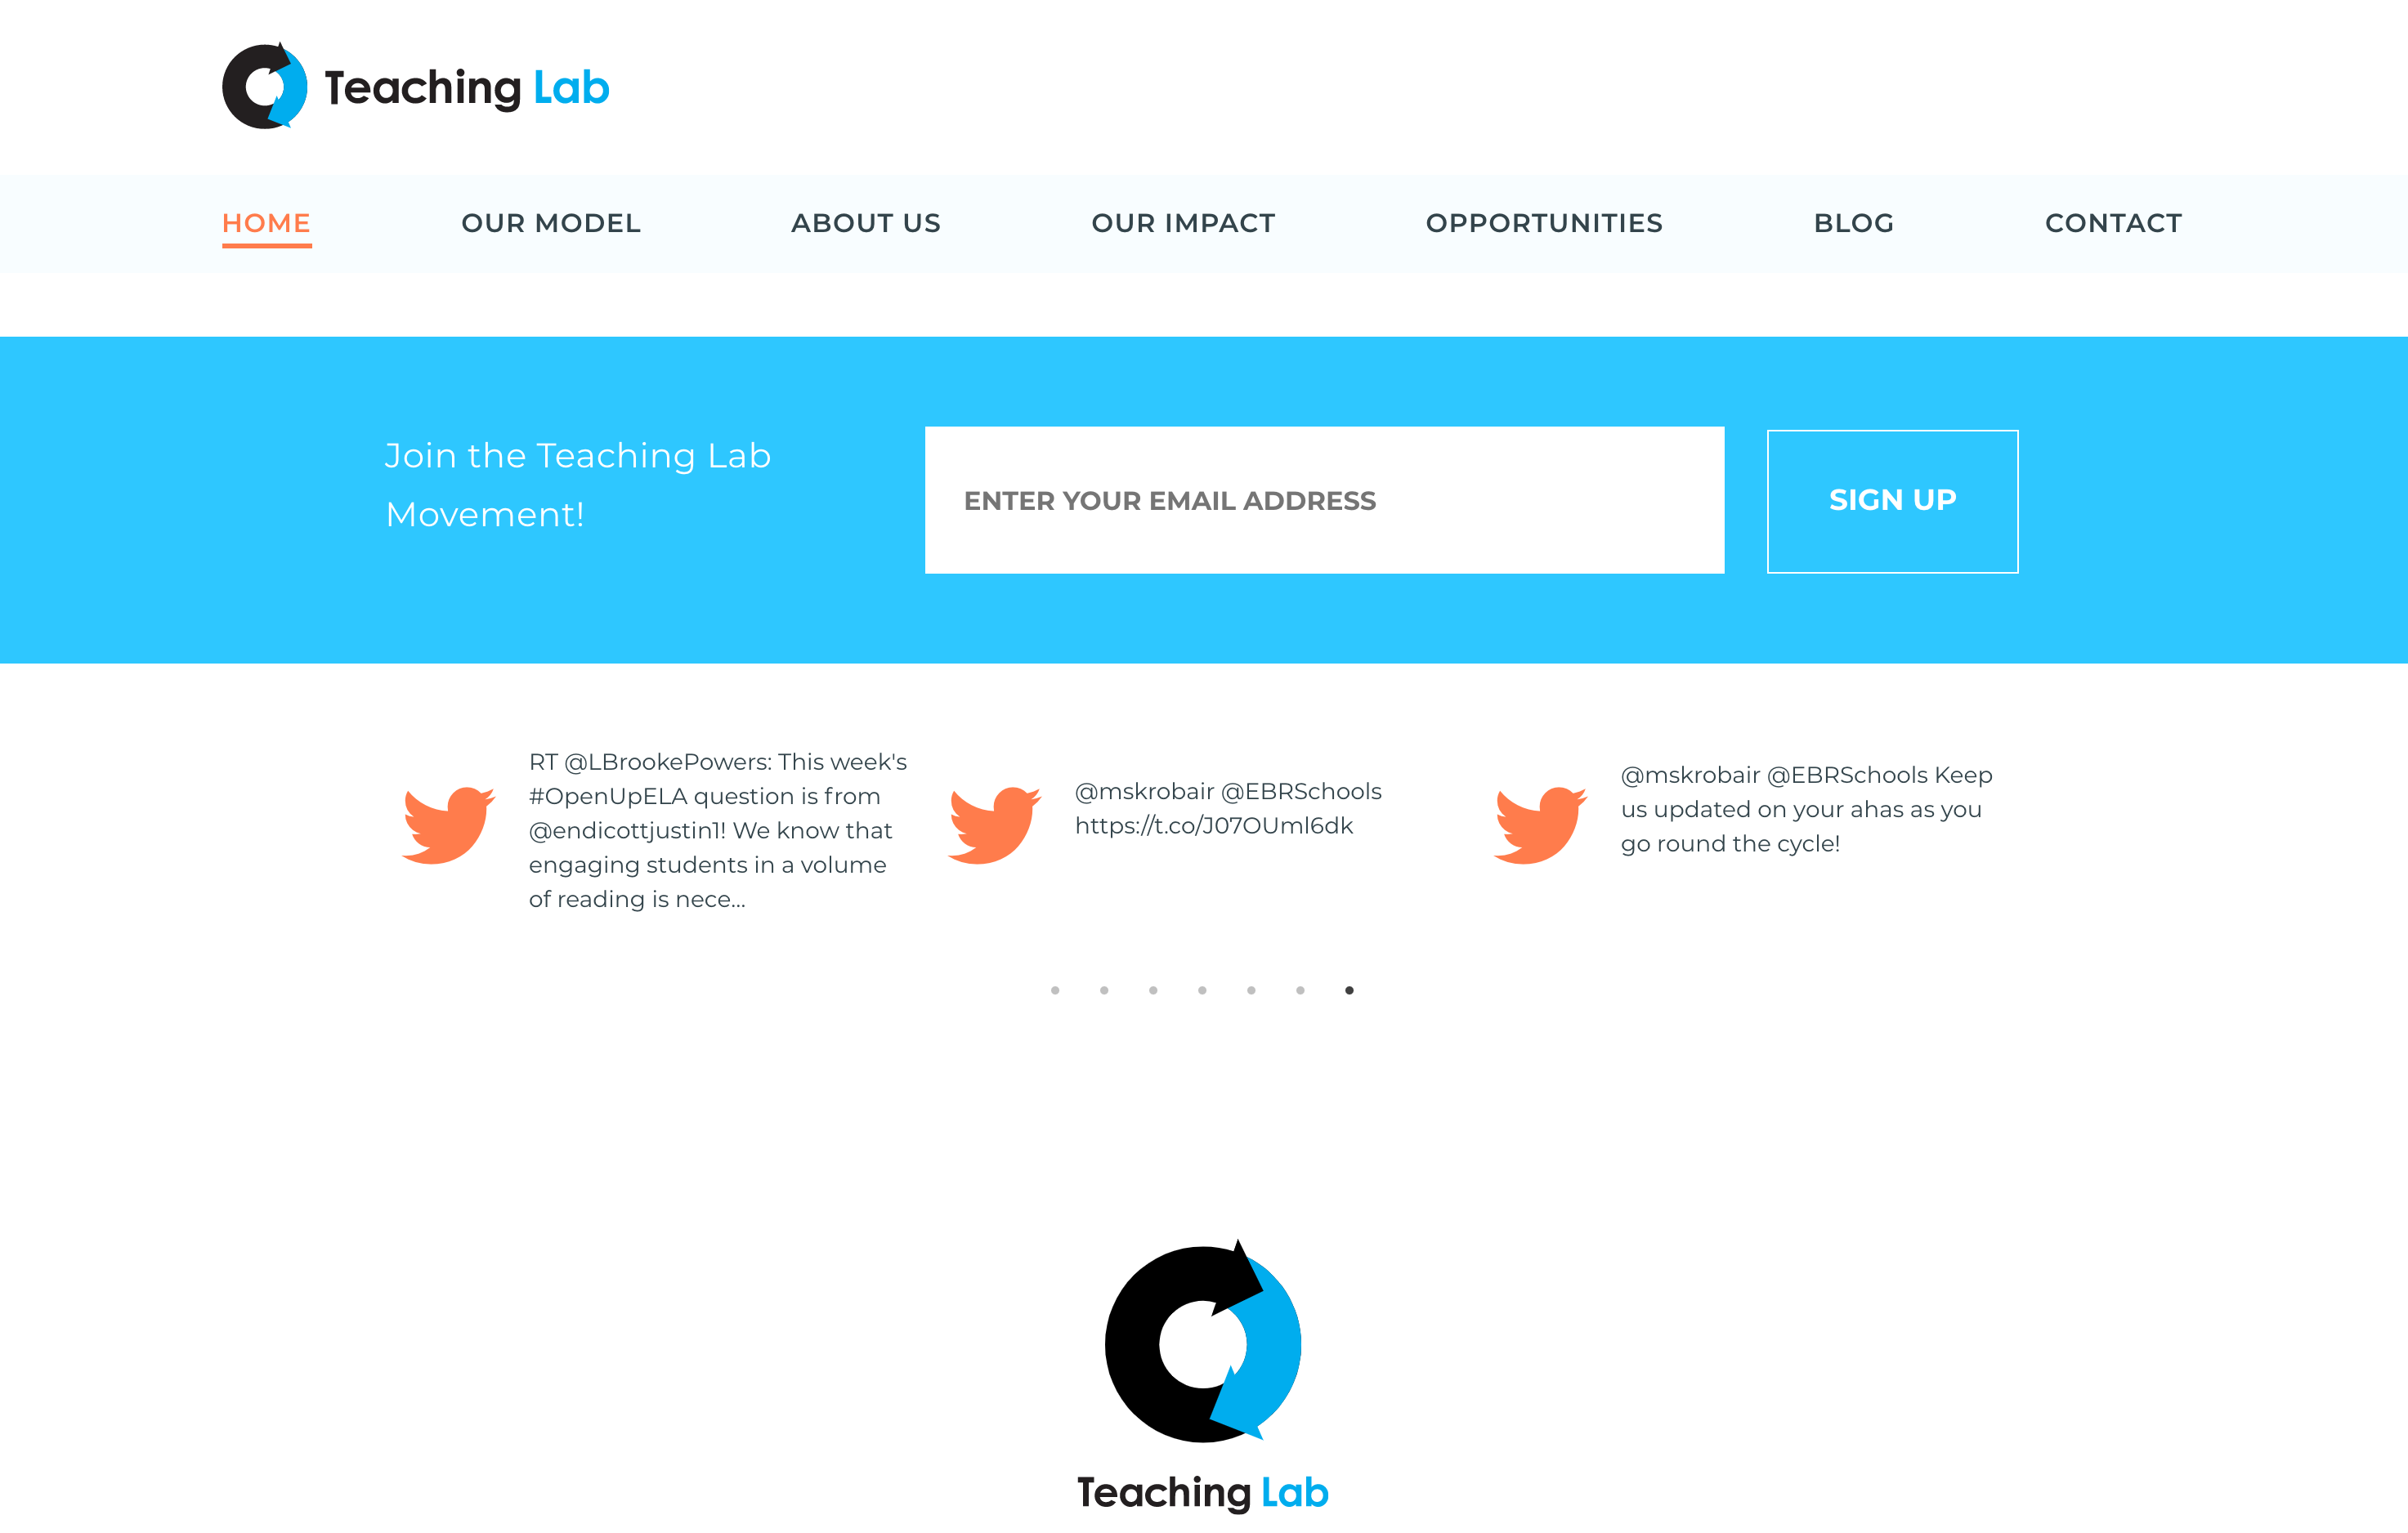 Teaching Lab
HOME
OUR MODEL
ABOUT US
OUR IMPACT
OPPORTUNITIES
BLOG
CONTACT
Join the Teaching Lab
Movement!
ENTER YOUR EMAIL ADDRESS
SIGN UP
RT @LBrookePowers: This week's
#OpenUpELA question is from
@endicottjustin1! We know that
engaging students in a volume
of reading is nece...
@mskrobair @EBRSchools
https://t.co/J07OUml6dk
@mskrobair @EBRSchools Keep
us updated on your ahas as you
go round the cycle!
Teaching Lab